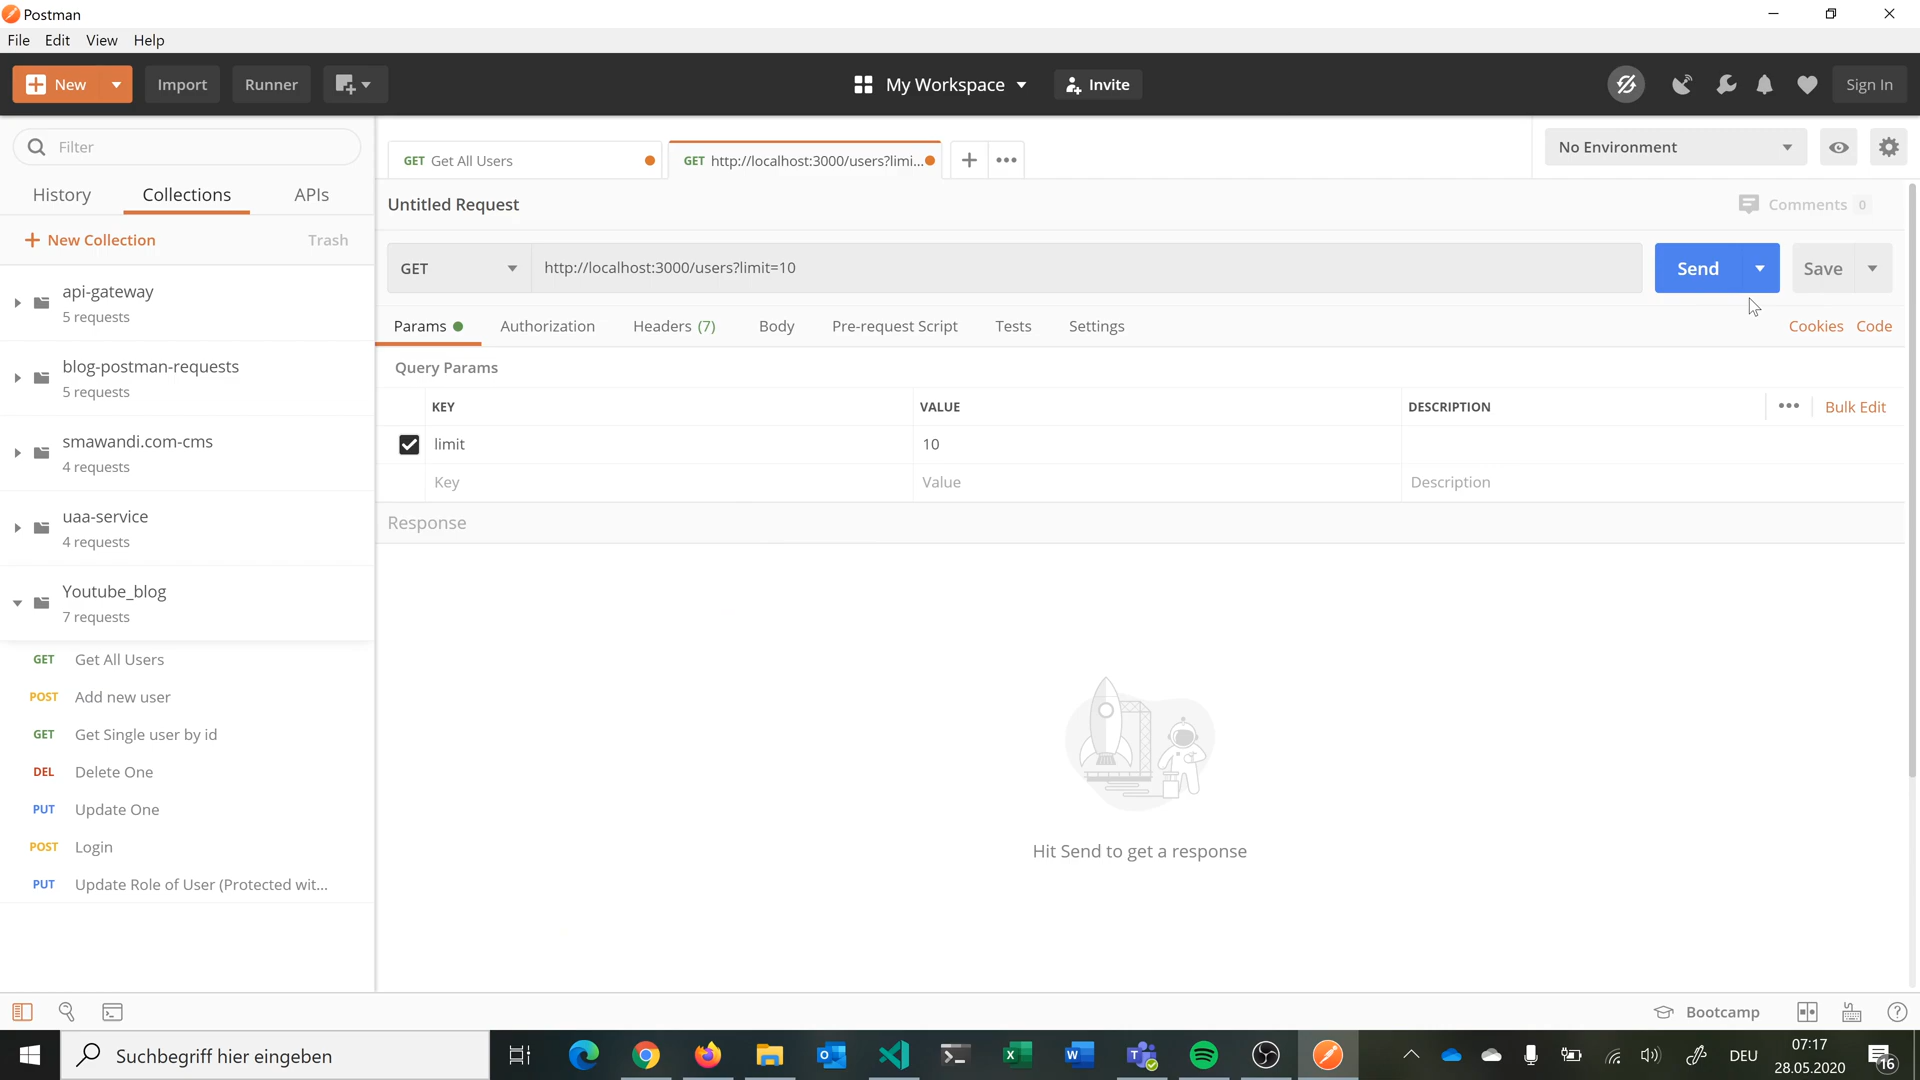 Postman
File Edit View Help
New Import Runner My Workspace Invite Sign In
Filter
History Collections APIs
New Collection Trash
api-gateway
5 requests
blog-postman-requests
5 requests
smawandi.com-cms
4 requests
uaa-service
4 requests
Youtube_blog
7 requests
GET Get All Users
POST Add new user
GET Get Single user by id
DEL Delete One
PUT Update One
POST Login
PUT Update Role of User (Protected wit...
GET Get All Users GET http://localhost:3000/users?limi... No Environment
Untitled Request Comments 0
GET http://localhost:3000/users?limit=10 Send Save
Params Authorization Headers (7) Body Pre-request Script Tests Settings Cookies Code
Query Params
KEY VALUE DESCRIPTION Bulk Edit
limit 10
Key Value Description
Response
Hit Send to get a response
Bootcamp
Suchbegriff hier eingeben DEU 07:17
28.05.2020 16